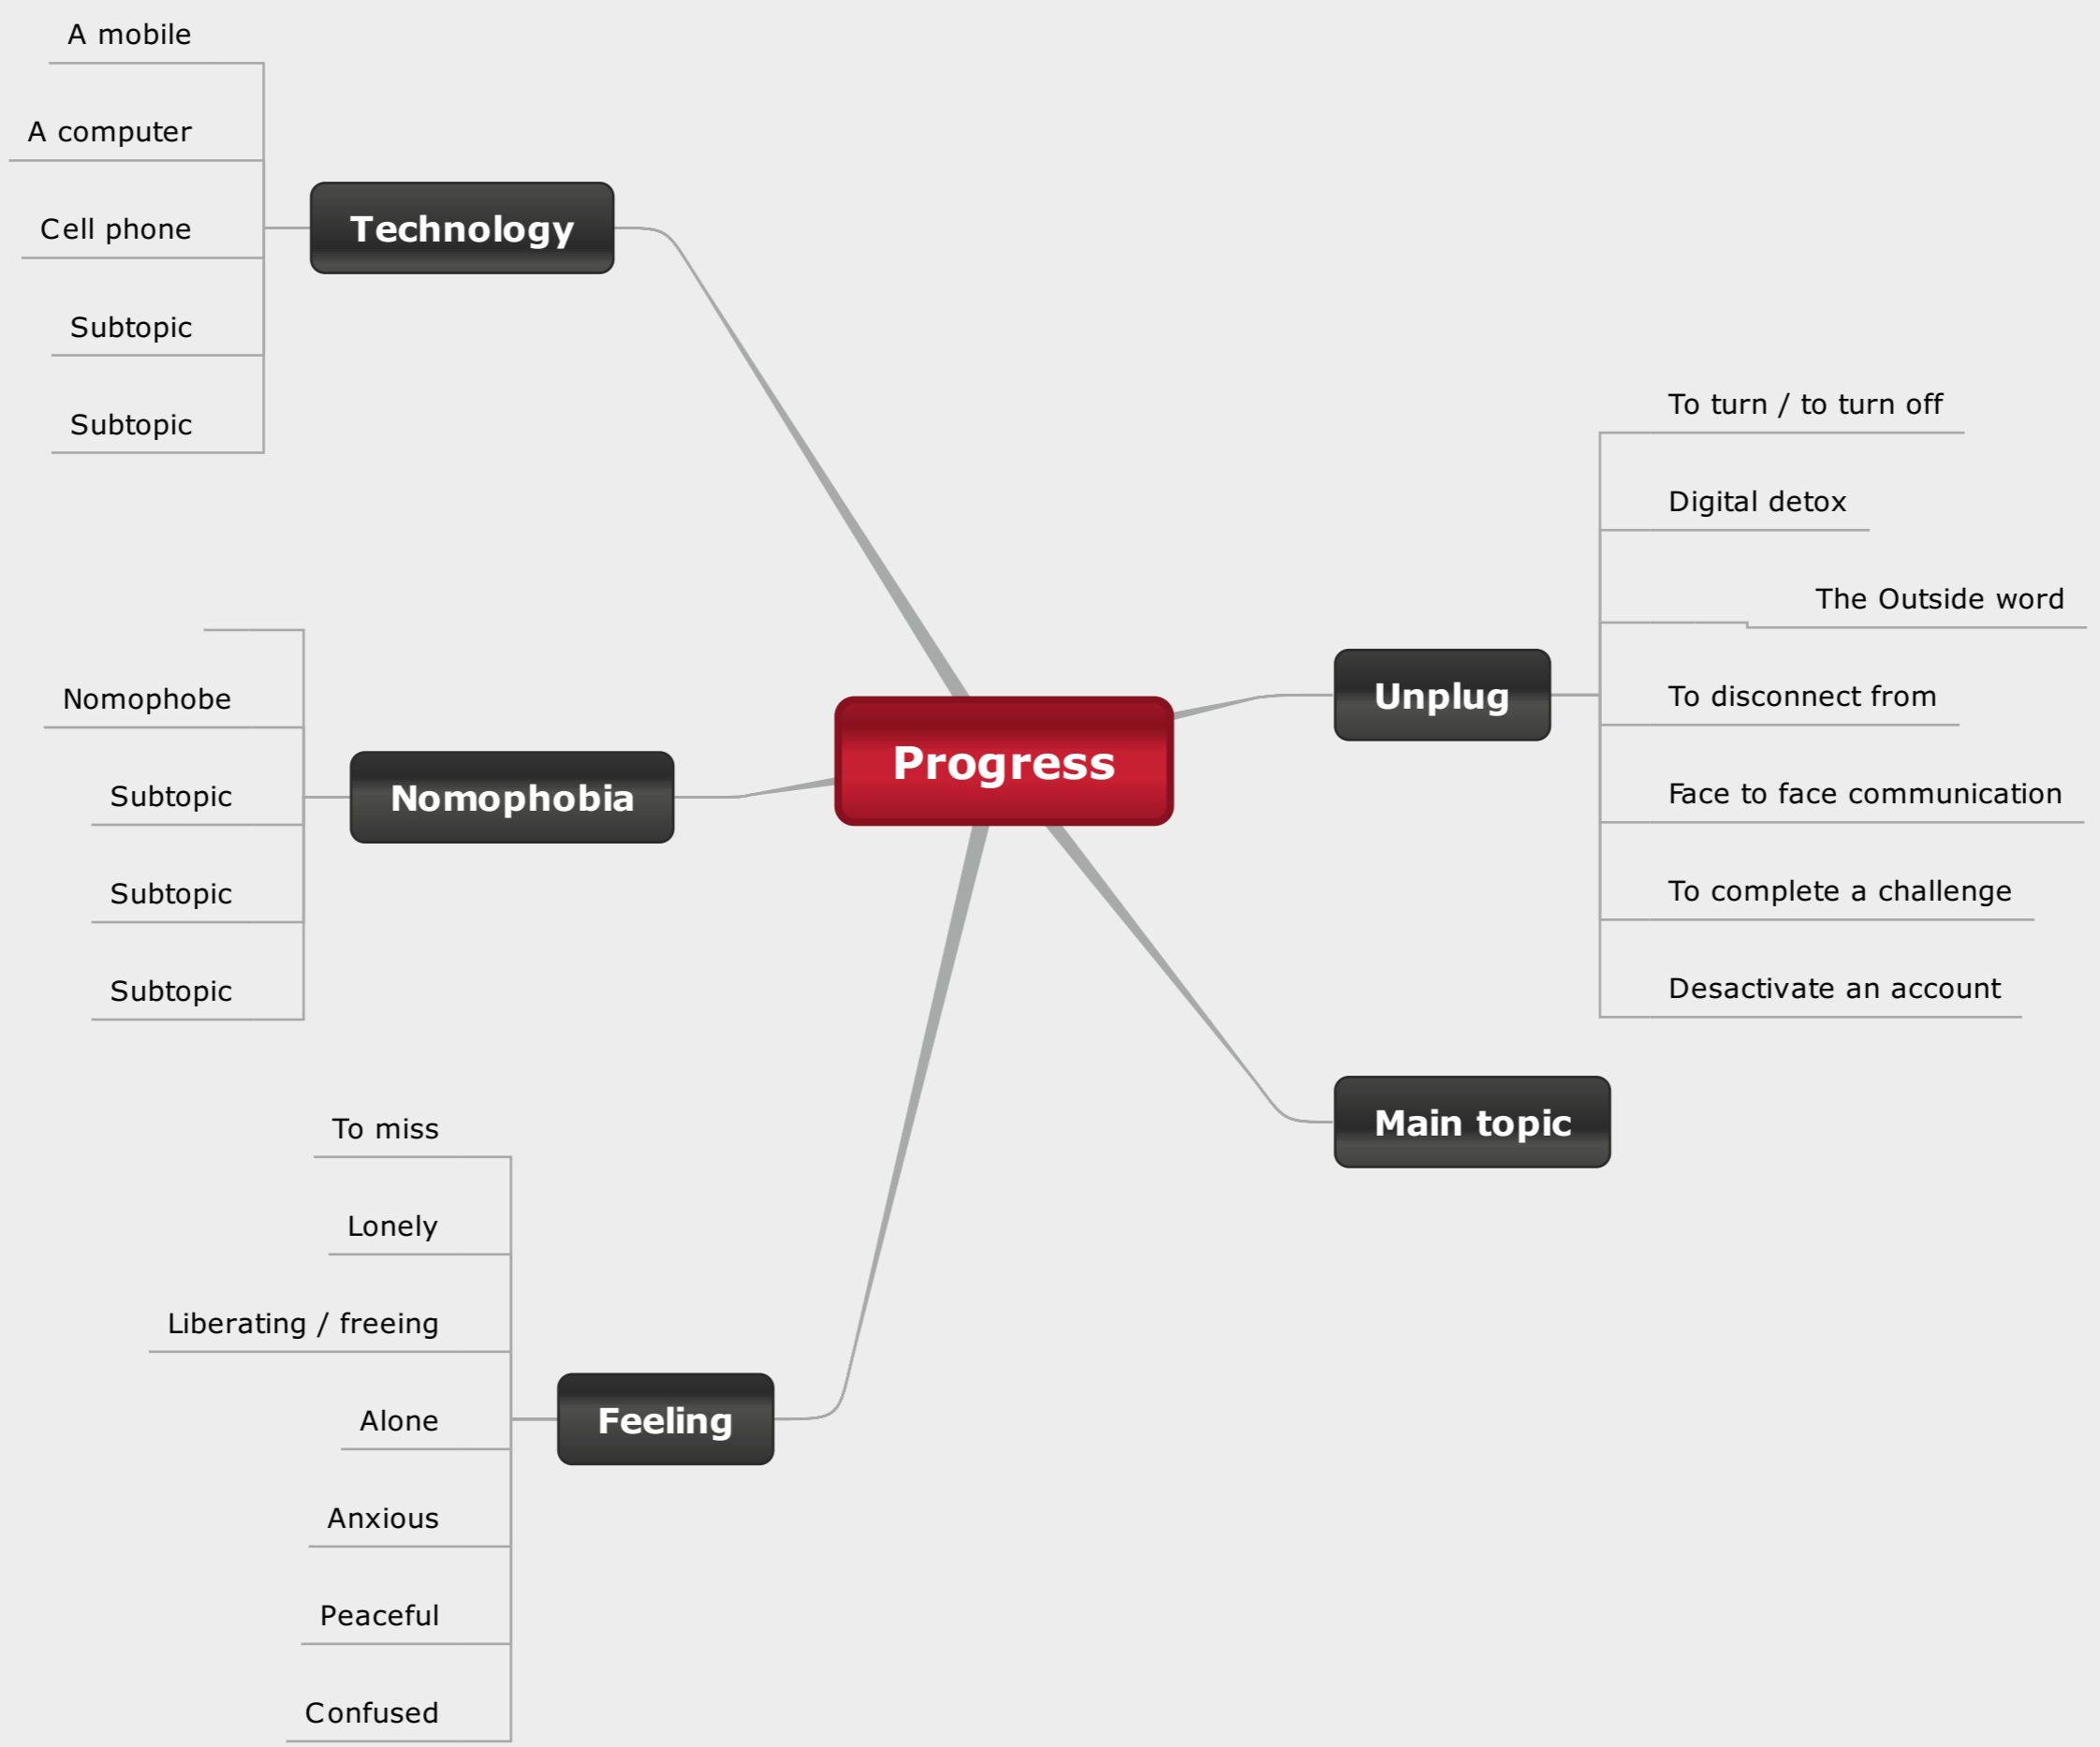 A mobile
A computer
Cell phone
Subtopic
Subtopic
Technology
Nomophobe
Subtopic
Subtopic
Subtopic
Nomophobia
To miss
Lonely
Liberating / freeing
Alone
Anxious
Peaceful
Confused
Feeling
Progress
Unplug
To turn / to turn off
Digital detox
The Outside word
To disconnect from
Face to face communication
To complete a challenge
Desactivate an account
Main topic